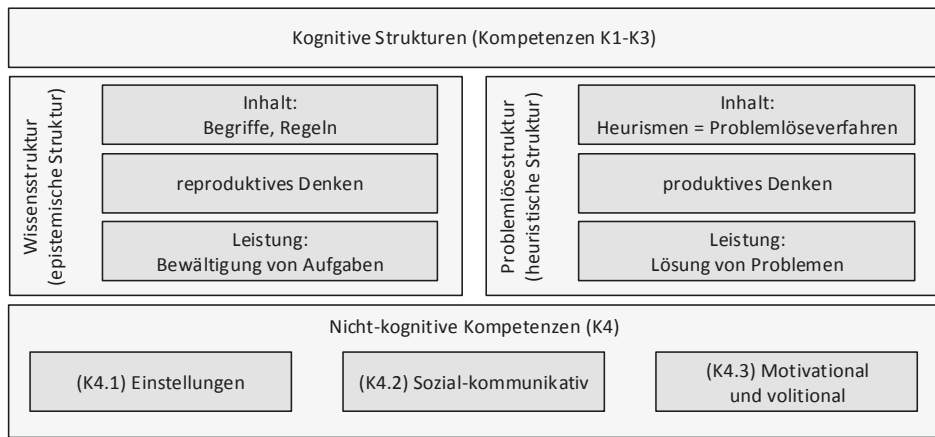 Kognitive Strukturen (Kompetenzen K1-K3)
Wissensstruktur
(epistemische Struktur)
Inhalt:
Begriffe, Regeln
reproduktives Denken
Leistung:
Bewältigung von Aufgaben
Problemlösestruktur
(heuristische Struktur)
Inhalt:
Heurismen = Problemlöseverfahren
produktives Denken
Leistung:
Lösung von Problemen
Nicht-kognitive Kompetenzen (K4)
(K4.1) Einstellungen
(K4.2) Sozial-kommunikativ
(K4.3) Motivational
und volitional